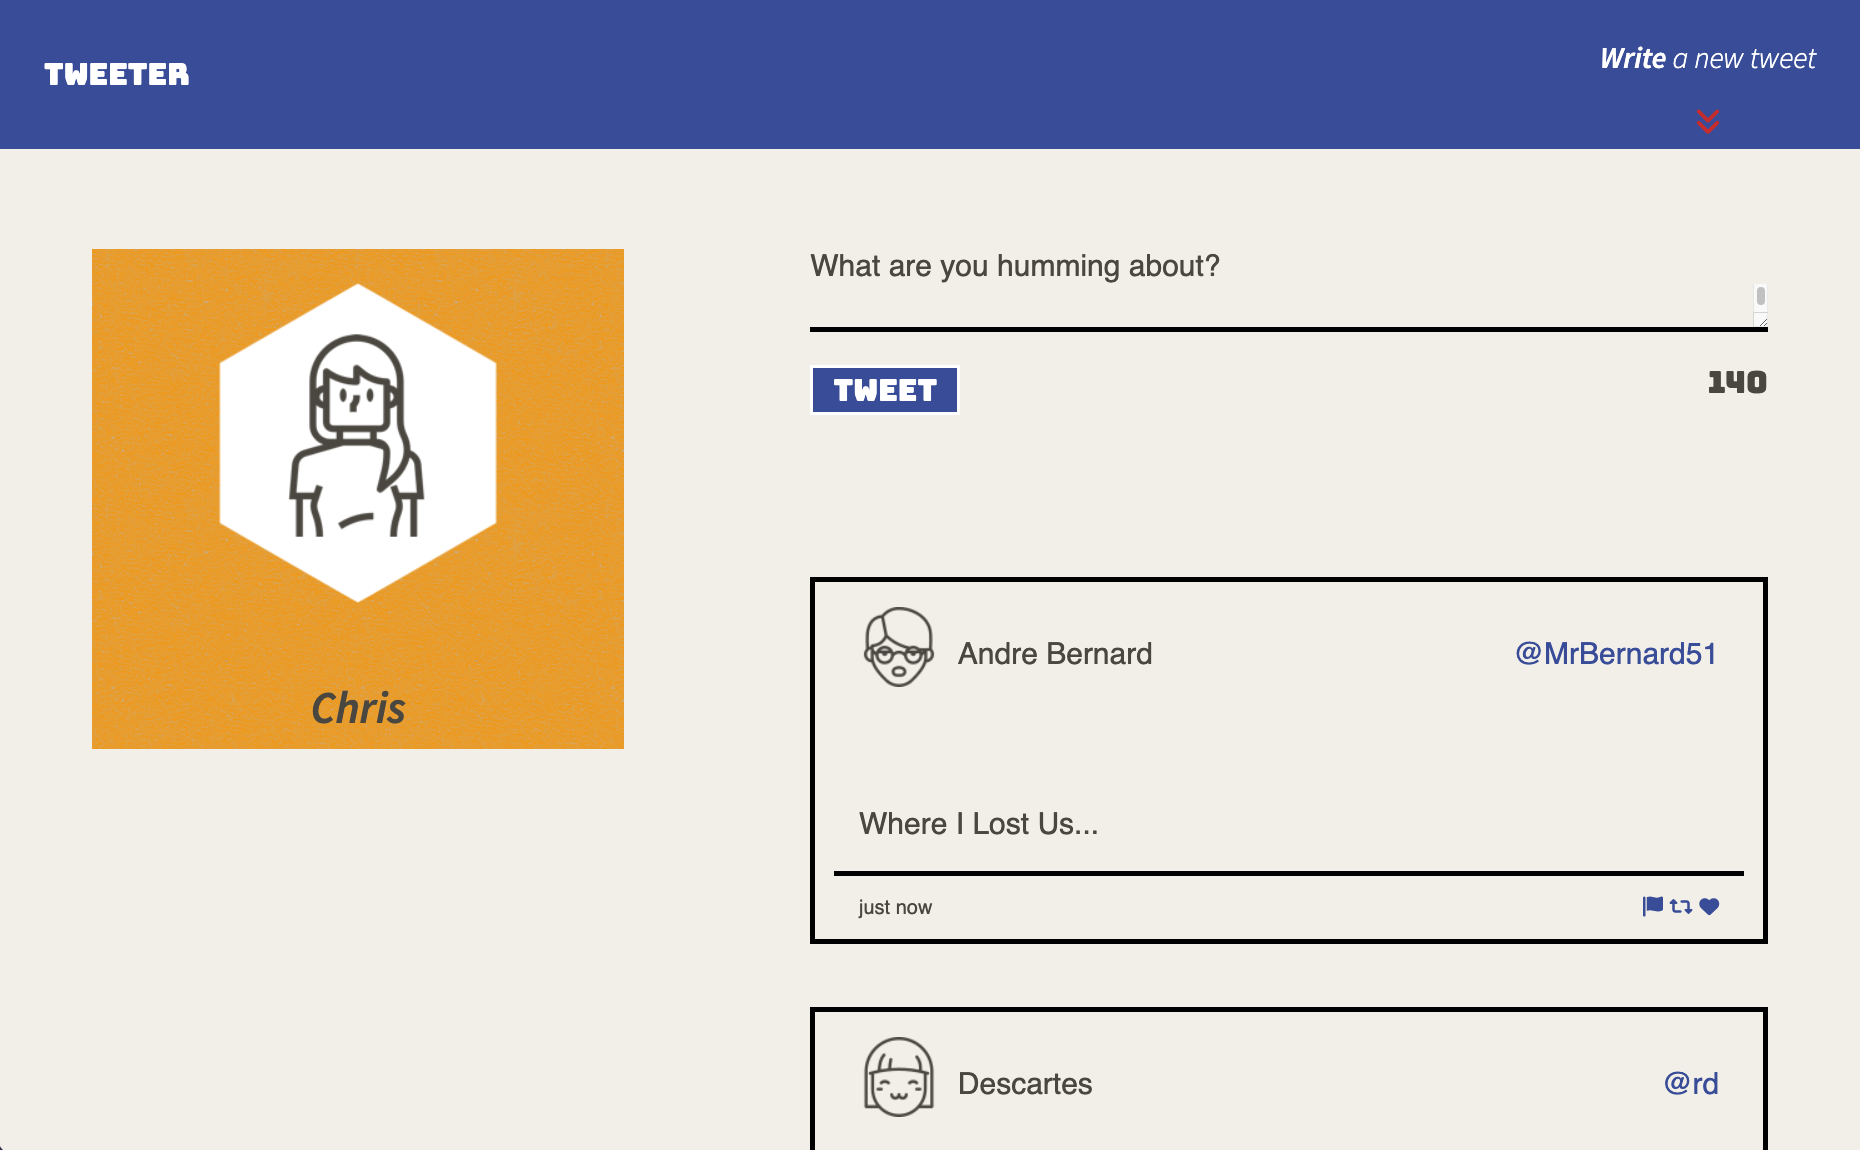 TWEETER
Write a new tweet
Chris
What are you humming about?
TWEET
140
Andre Bernard
@MrBernard51
Where I Lost Us...
just now
Descartes
@rd